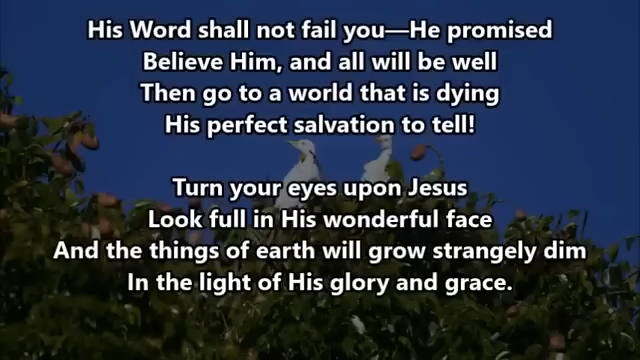 His Word shall not fail you—He promised
Believe Him, and all will be well
Then go to a world that is dying
His perfect salvation to tell!
Turn your eyes upon Jesus
Look full in His wonderful face
And the things of earth will grow strangely dim
In the light of His glory and grace.